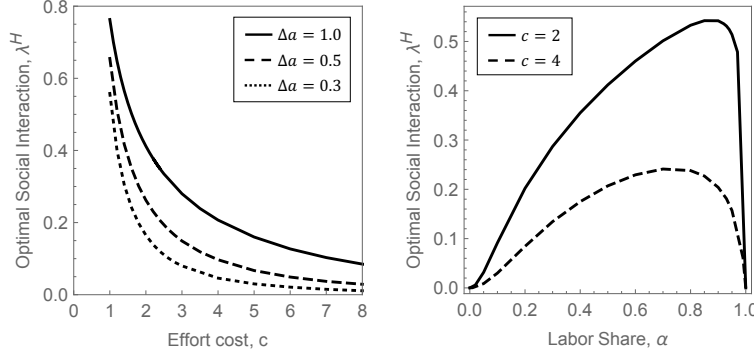 Optimal Social Interaction, λ^H
0.8
0.6
0.4
0.2
0.0
Δa = 1.0
Δa = 0.5
Δa = 0.3
0 1 2 3 4 5 6 7 8
Effort cost, c
Optimal Social Interaction, λ^H
0.5
0.4
0.3
0.2
0.1
0.0
c = 2
c = 4
0.0 0.2 0.4 0.6 0.8 1.0
Labor Share, α